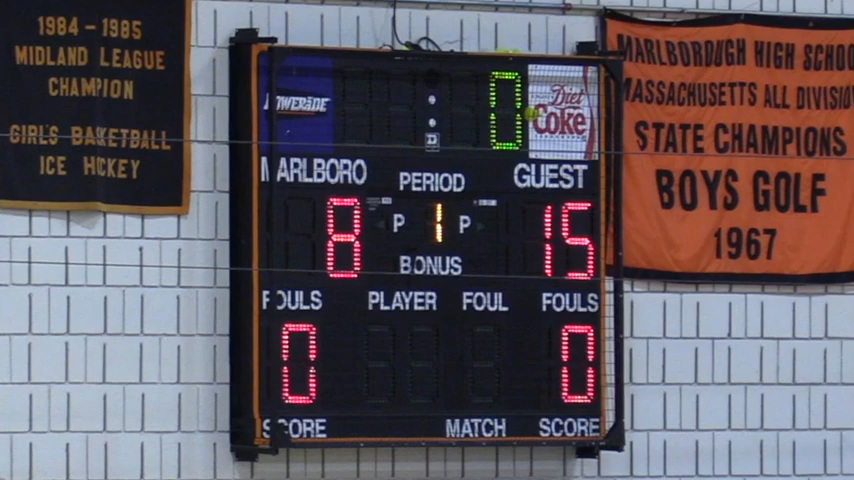 1984 - 1985
MIDLAND LEAGUE
CHAMPION
GIRLS BASKETBALL
ICE HOCKEY
POWERADE
0
Diet
Coke
MARLBORO
PERIOD
GUEST
8 P 1 P 15
BONUS
FOULS PLAYER FOUL FOULS
0 0
SCORE MATCH SCORE
MARLBOROUGH HIGH SCHOO
MASSACHUSETTS ALL DIVISIO
STATE CHAMPIONS
BOYS GOLF
1967